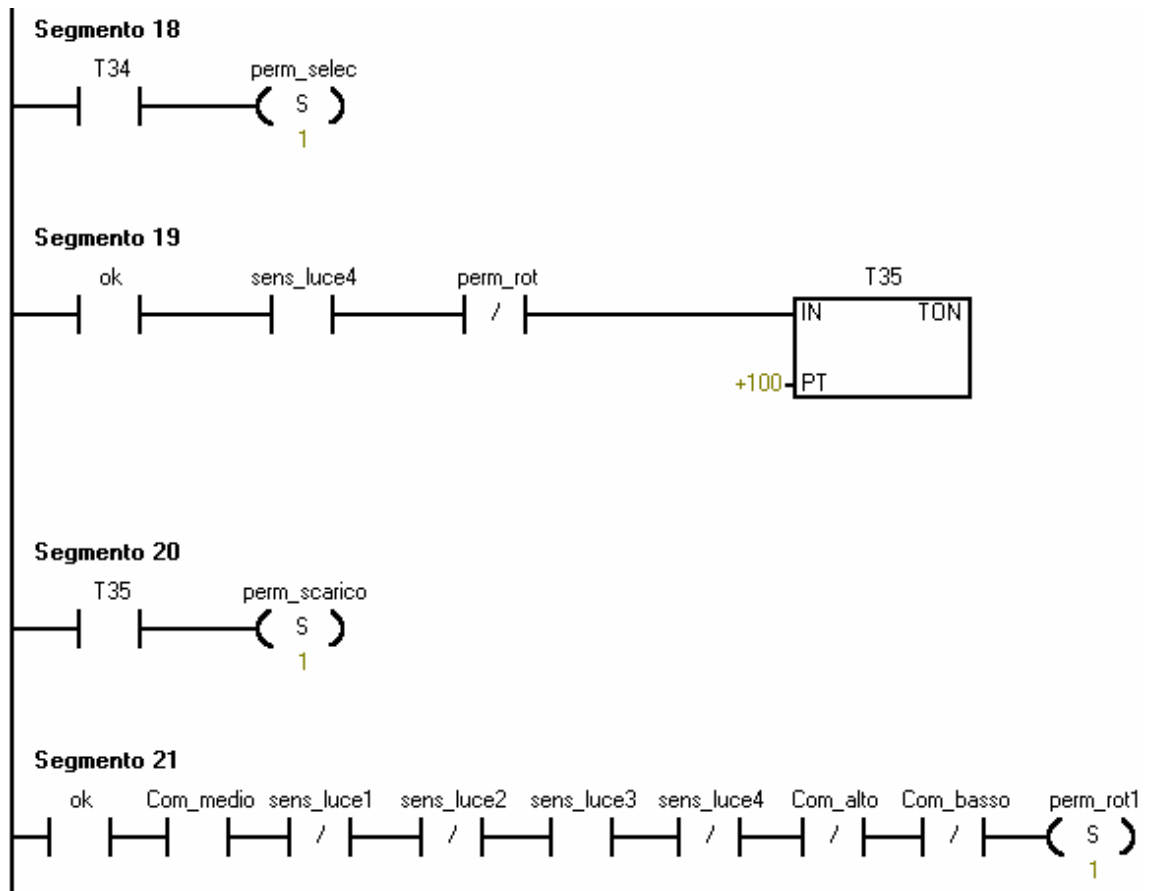 Segmento 18
T34 perm_selec
S
1
Segmento 19
ok sens_luce4 perm_rot T35
/ IN TON
+100 PT
Segmento 20
T35 perm_scarico
S
1
Segmento 21
ok Com_medio sens_luce1 sens_luce2 sens_luce3 sens_luce4 Com_alto Com_basso perm_rot1
/ / / / / S
1